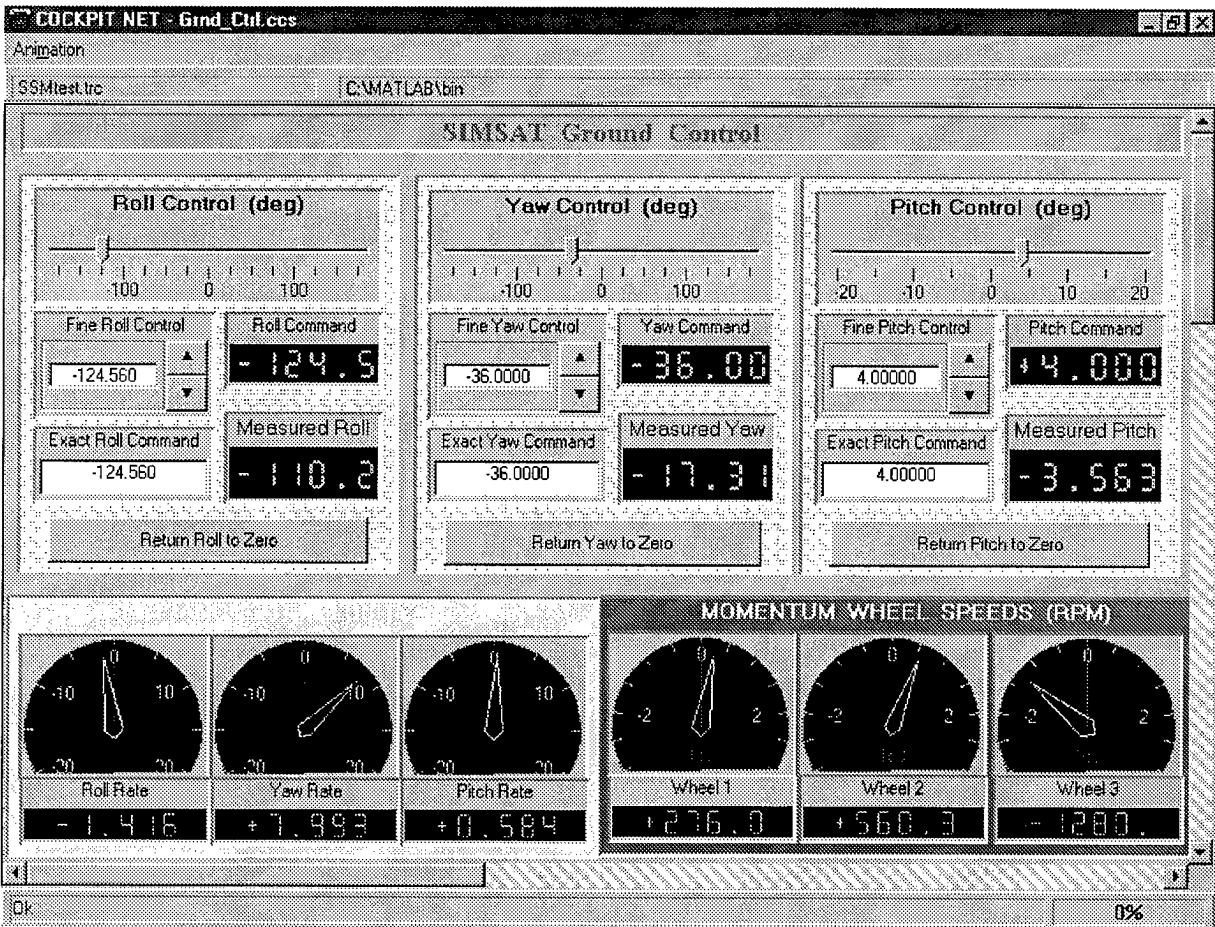 COCKPIT NET - Grnd_Ctrl.ccs
Animation
SSMtest.trc C:\MATLAB\bin
SIMSAT Ground Control
Roll Control (deg)
-100 0 100
Fine Roll Control
-124.560
Roll Command
-124.5
Exact Roll Command
-124.560
Measured Roll
-110.2
Return Roll to Zero
Yaw Control (deg)
-100 0 100
Fine Yaw Control
-36.0000
Yaw Command
-36.00
Exact Yaw Command
-36.0000
Measured Yaw
-17.31
Return Yaw to Zero
Pitch Control (deg)
-20 -10 0 10 20
Fine Pitch Control
4.00000
Pitch Command
+4.000
Exact Pitch Command
4.00000
Measured Pitch
-3.563
Return Pitch to Zero
0
-10 10
-20 20
Roll Rate
-1.416
0
-10 10
-20 20
Yaw Rate
+7.993
0
-10 10
-20 20
Pitch Rate
+0.584
MOMENTUM WHEEL SPEEDS (RPM)
0
-2 2
Wheel 1
+276.0
0
-2 2
Wheel 2
+560.3
0
-2 2
Wheel 3
-1280.
Ok
0%